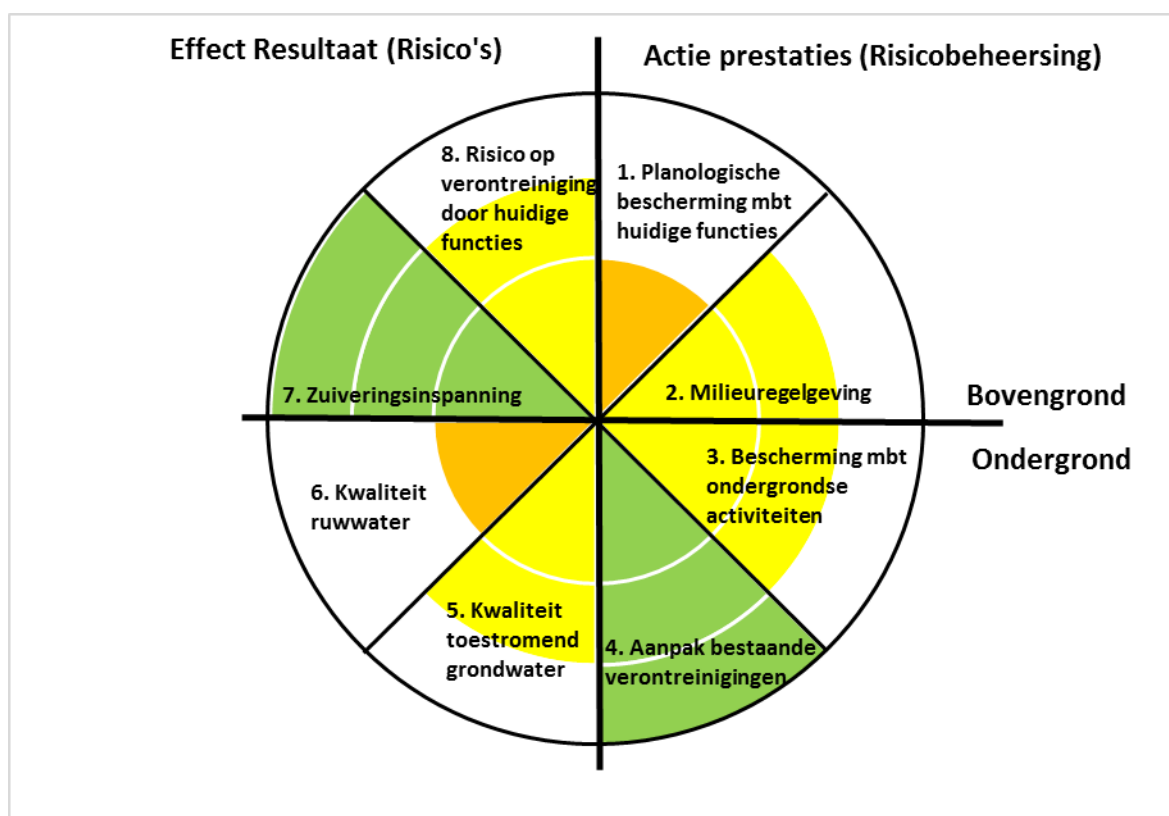 Effect Resultaat (Risico's)
Actie prestaties (Risicobeheersing)
8. Risico op
verontreiniging
door huidige
functies
1. Planologische
bescherming mbt
huidige functies
7. Zuiveringsinspanning
2. Milieuregelgeving
Bovengrond
Ondergrond
3. Bescherming mbt
ondergrondse
activiteiten
6. Kwaliteit
ruwwater
5. Kwaliteit
toestromend
grondwater
4. Aanpak bestaande
verontreinigingen